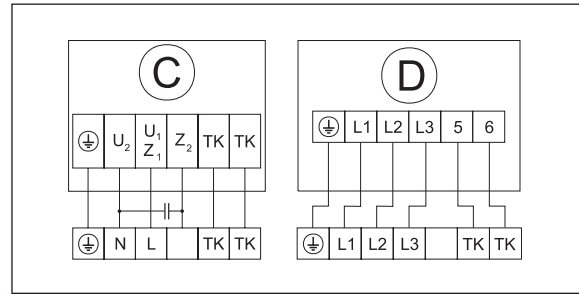 C
U2 U1 Z1 Z2 TK TK
N L TK TK
D
L1 L2 L3 5 6
L1 L2 L3 TK TK